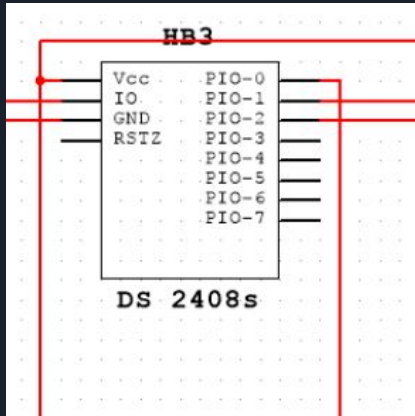 HB3
Vcc PIO-0
IO PIO-1
GND PIO-2
RSTZ PIO-3
PIO-4
PIO-5
PIO-6
PIO-7
DS 2408s